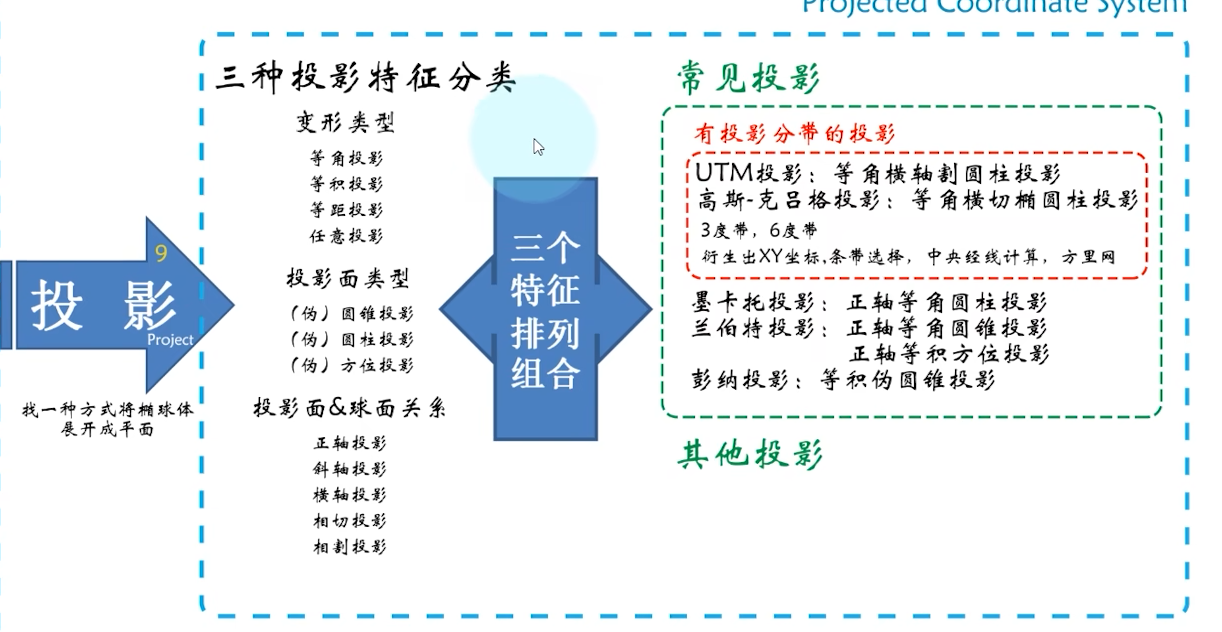 Projected Coordinate System
投 影
9
Project
找一种方式将椭球体
展开成平面
三种投影特征分类
变形类型
等角投影
等积投影
等距投影
任意投影
投影面类型
（伪）圆锥投影
（伪）圆柱投影
（伪）方位投影
投影面&球面关系
正轴投影
斜轴投影
横轴投影
相切投影
相割投影
三个
特征
排列
组合
常见投影
有投影分带的投影
UTM投影：等角横轴割圆柱投影
高斯-克吕格投影：等角横切椭圆柱投影
3度带，6度带
衍生出XY坐标,条带选择，中央经线计算，方里网
墨卡托投影：正轴等角圆柱投影
兰伯特投影：正轴等角圆锥投影
正轴等积方位投影
彭纳投影：等积伪圆锥投影
其他投影